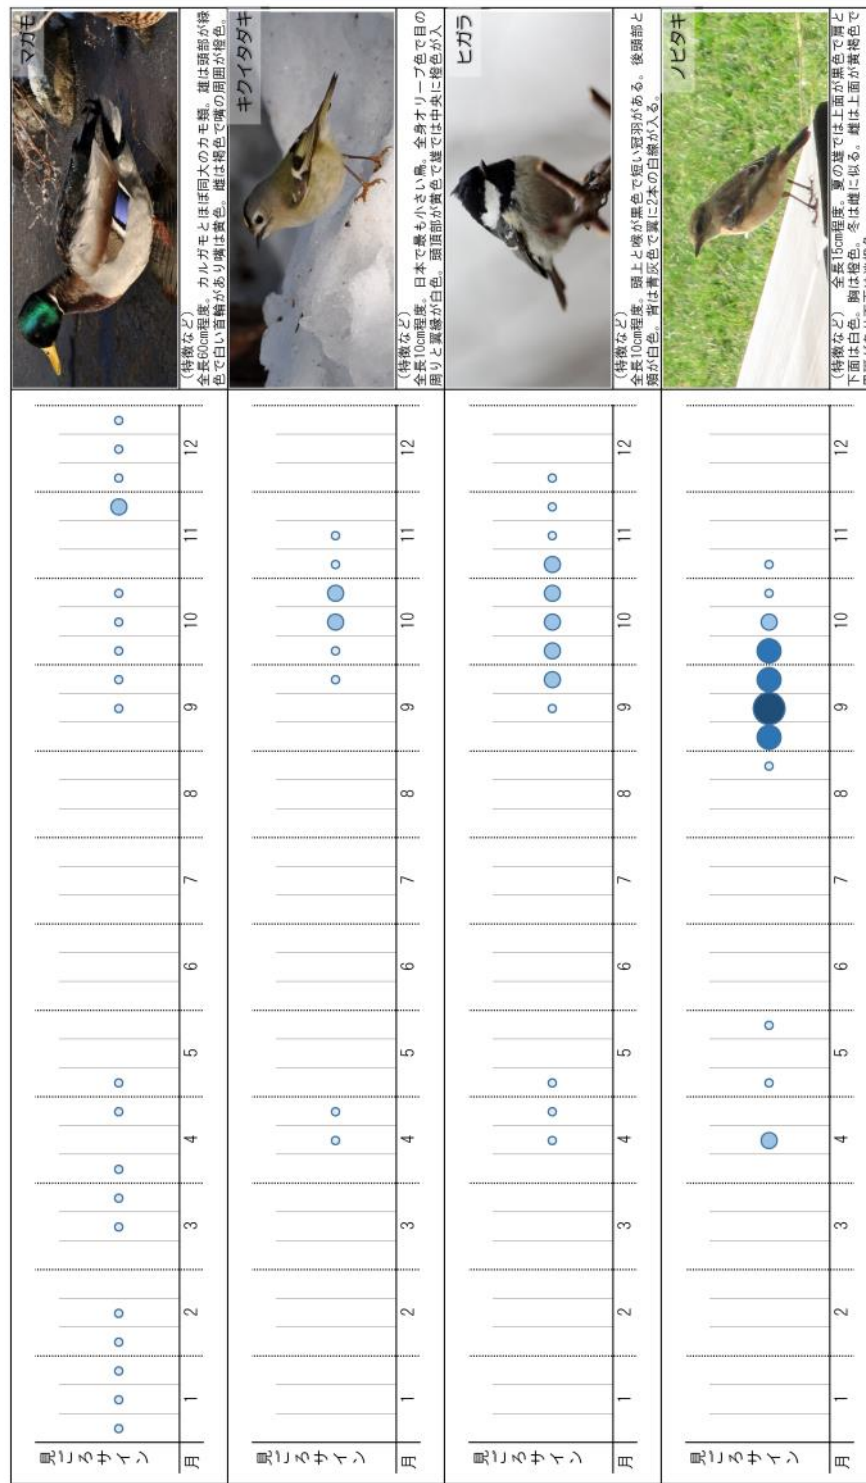 見ごろサイン
月 1 2 3 4 5 6 7 8 9 10 11 12
マガモ
(特徴など)
全長60cm程度。カルガモとほぼ同大のカモ類。雄は頭部が緑
色で白い首輪があり嘴は黄色。雌は褐色で嘴の周囲が橙色。
見ごろサイン
月 1 2 3 4 5 6 7 8 9 10 11 12
キクイタダキ
(特徴など)
全長10cm程度。日本で最も小さい鳥。全身オリーブ色で目の
周りと翼縁が白色。頭頂部が黄色で雄では中央に橙色が入
見ごろサイン
月 1 2 3 4 5 6 7 8 9 10 11 12
ヒガラ
(特徴など)
全長10cm程度。頭上と喉が黒色で短い冠羽がある。後頭部と
頬が白色。背は青灰色で翼に2本の白線が入る。
見ごろサイン
月 1 2 3 4 5 6 7 8 9 10 11 12
ノビタキ
(特徴など) 全長15cm程度。夏の雄では上面が黒色で肩と
下面は白色。胸は橙色。冬は雌に似る。雌は上面が黄褐色で